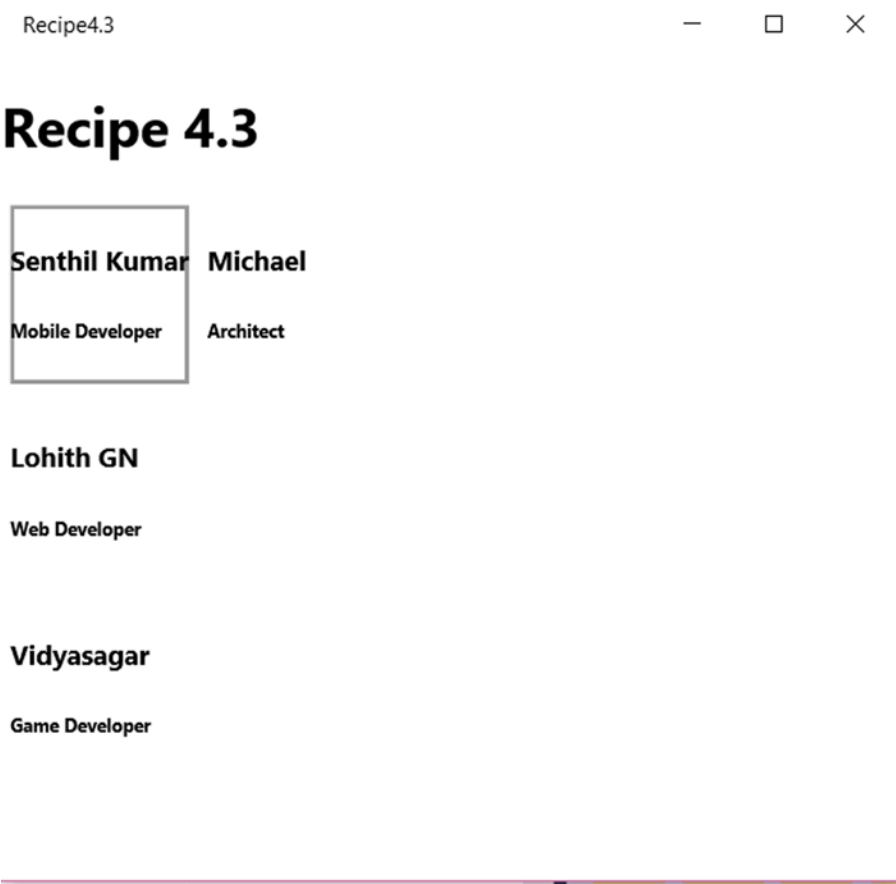 Recipe4.3
Recipe 4.3
Senthil Kumar Michael
Mobile Developer Architect
Lohith GN
Web Developer
Vidyasagar
Game Developer